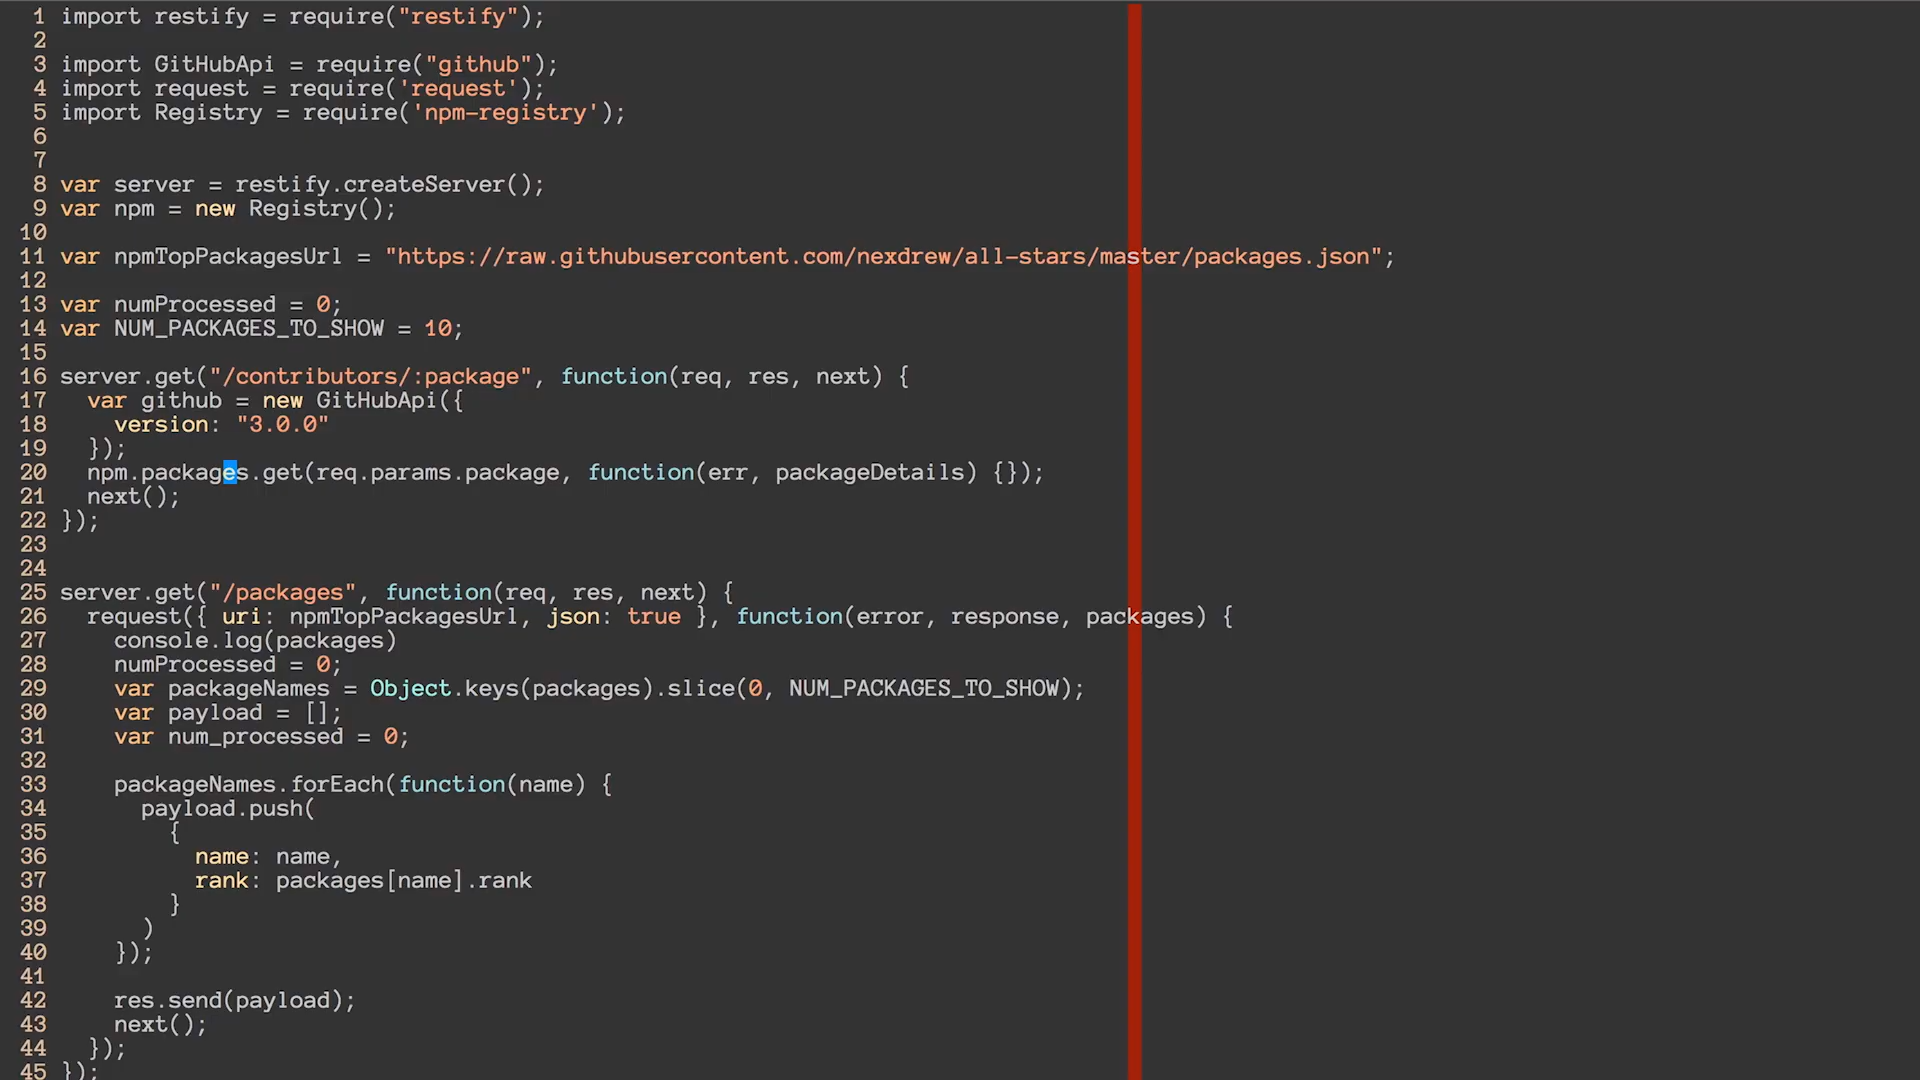 1 import restify = require("restify");
2
3 import GitHubApi = require("github");
4 import request = require('request');
5 import Registry = require('npm-registry');
6
7
8 var server = restify.createServer();
9 var npm = new Registry();
10
11 var npmTopPackagesUrl = "https://raw.githubusercontent.com/nexdrew/all-stars/master/packages.json";
12
13 var numProcessed = 0;
14 var NUM_PACKAGES_TO_SHOW = 10;
15
16 server.get("/contributors/:package", function(req, res, next) {
17   var github = new GitHubApi({
18     version: "3.0.0"
19   });
20   npm.packages.get(req.params.package, function(err, packageDetails) {});
21   next();
22 });
23
24
25 server.get("/packages", function(req, res, next) {
26   request({ uri: npmTopPackagesUrl, json: true }, function(error, response, packages) {
27     console.log(packages)
28     numProcessed = 0;
29     var packageNames = Object.keys(packages).slice(0, NUM_PACKAGES_TO_SHOW);
30     var payload = [];
31     var num_processed = 0;
32
33     packageNames.forEach(function(name) {
34       payload.push(
35         {
36           name: name,
37           rank: packages[name].rank
38         }
39       )
40     });
41
42     res.send(payload);
43     next();
44   });
45 });